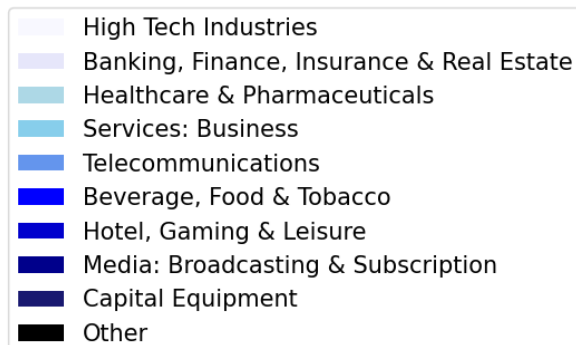 High Tech Industries
Banking, Finance, Insurance & Real Estate
Healthcare & Pharmaceuticals
Services: Business
Telecommunications
Beverage, Food & Tobacco
Hotel, Gaming & Leisure
Media: Broadcasting & Subscription
Capital Equipment
Other